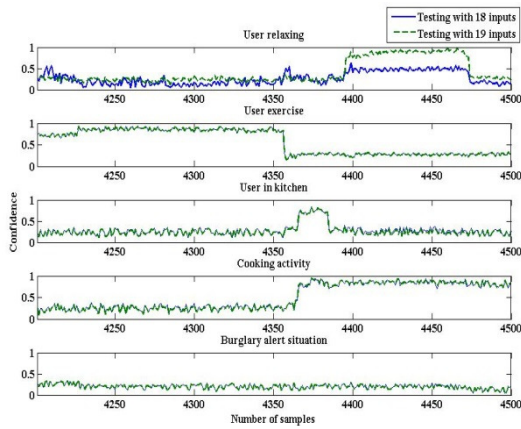 Testing with 18 inputs
Testing with 19 inputs
User relaxing
1
0.5
0
4250 4300 4350 4400 4450 4500
User exercise
1
0.5
0
4250 4300 4350 4400 4450 4500
User in kitchen
1
0.5
0
4250 4300 4350 4400 4450 4500
Confidence
Cooking activity
1
0.5
0
4250 4300 4350 4400 4450 4500
Burglary alert situation
1
0.5
0
4250 4300 4350 4400 4450 4500
Number of samples